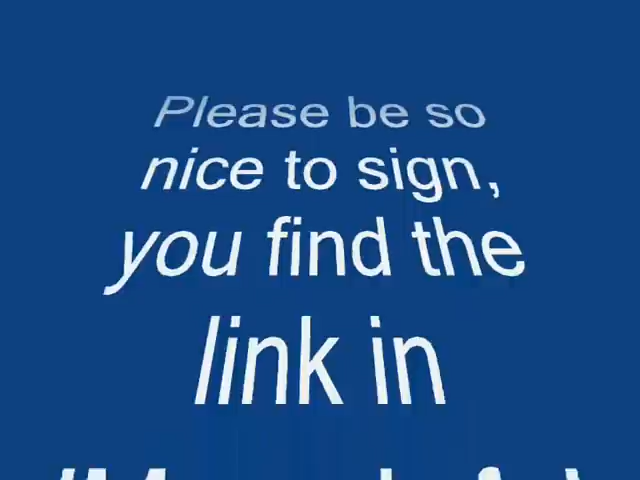 Please be so
nice to sign,
you find the
link in